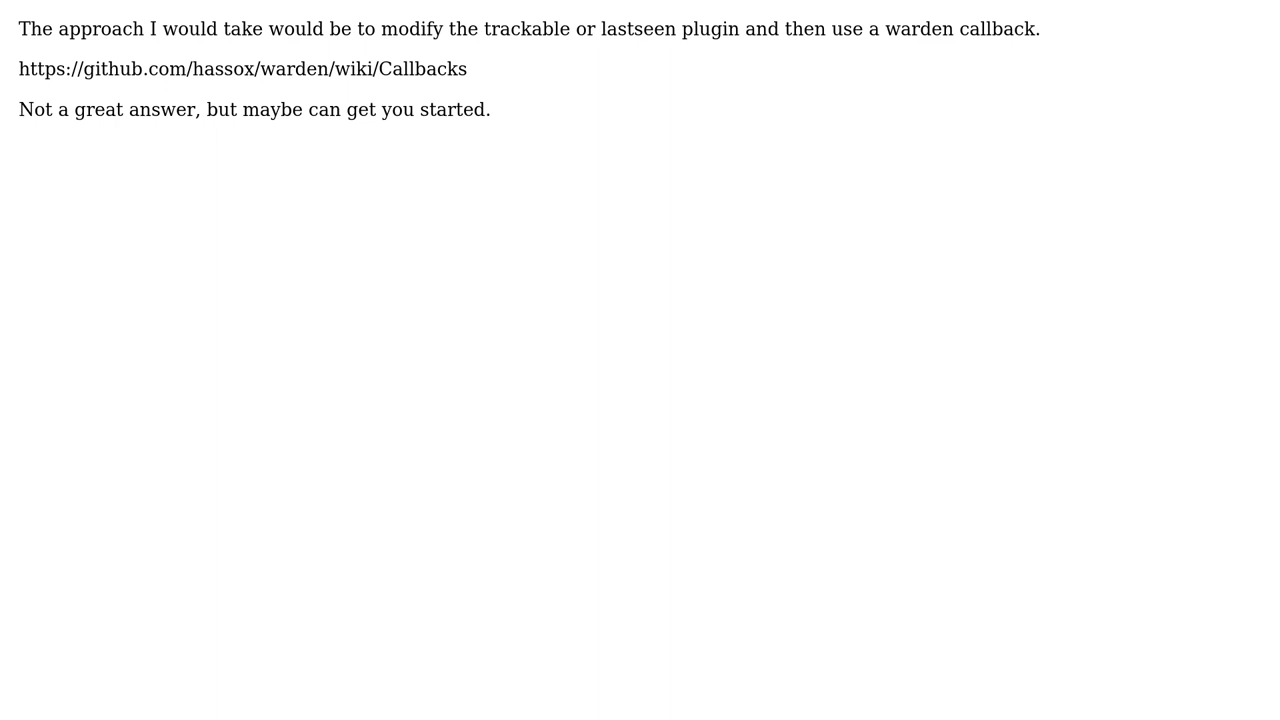 The approach I would take would be to modify the trackable or lastseen plugin and then use a warden callback.
https://github.com/hassox/warden/wiki/Callbacks
Not a great answer, but maybe can get you started.